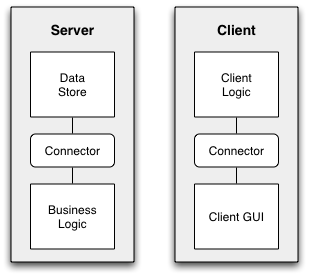 Server
Data
Store
Connector
Business
Logic
Client
Client
Logic
Connector
Client GUI